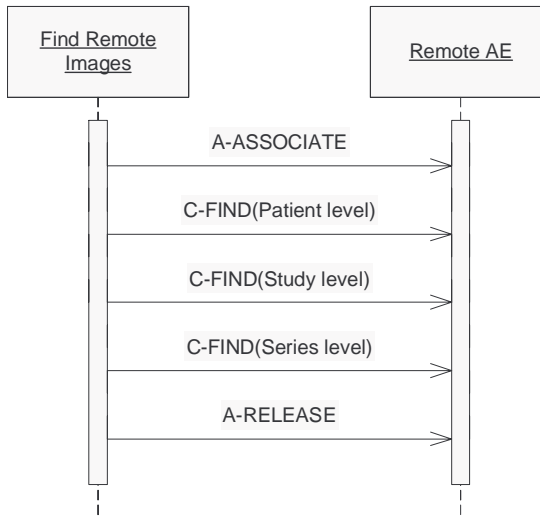 Find Remote
Images
Remote AE
A-ASSOCIATE
C-FIND(Patient level)
C-FIND(Study level)
C-FIND(Series level)
A-RELEASE